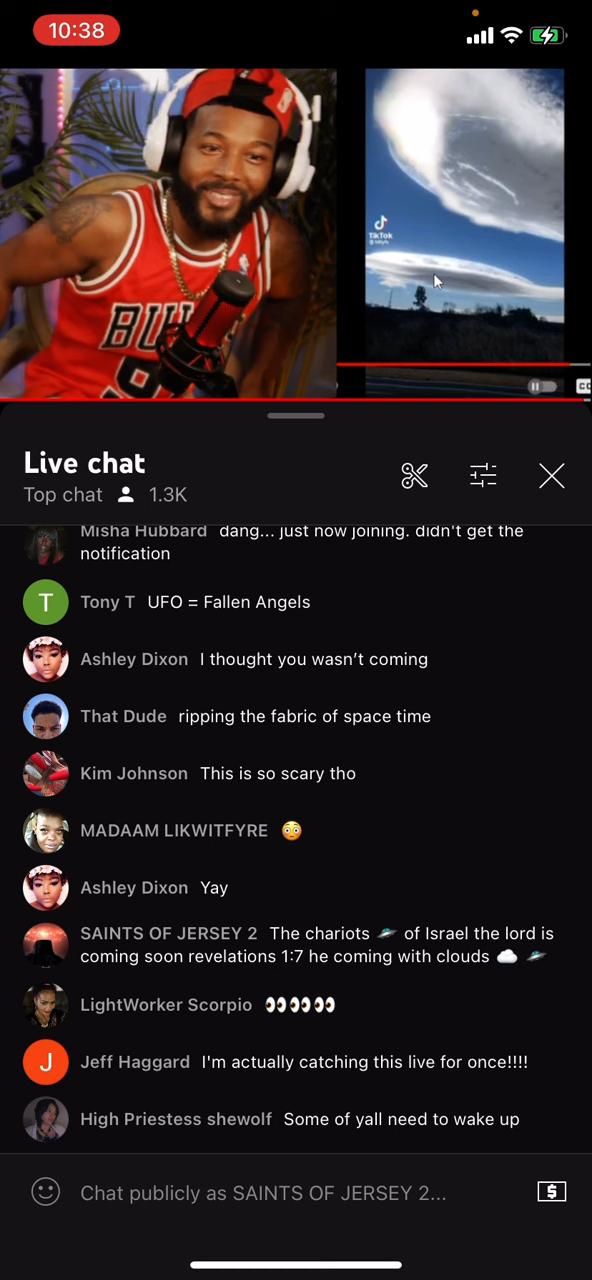 10:38
TikTok
BUL
9
CC
Live chat
Top chat 1.3K
Misha Hubbard dang... just now joining. didn't get the
notification
T
Tony T UFO = Fallen Angels
Ashley Dixon I thought you wasn’t coming
That Dude ripping the fabric of space time
Kim Johnson This is so scary tho
MADAAM LIKWITFYRE 😳
Ashley Dixon Yay
SAINTS OF JERSEY 2 The chariots 🛸 of Israel the lord is
coming soon revelations 1:7 he coming with clouds ☁️ 🛸
LightWorker Scorpio 👀👀👀
J
Jeff Haggard I'm actually catching this live for once!!!!
High Priestess shewolf Some of yall need to wake up
Chat publicly as SAINTS OF JERSEY 2...
$